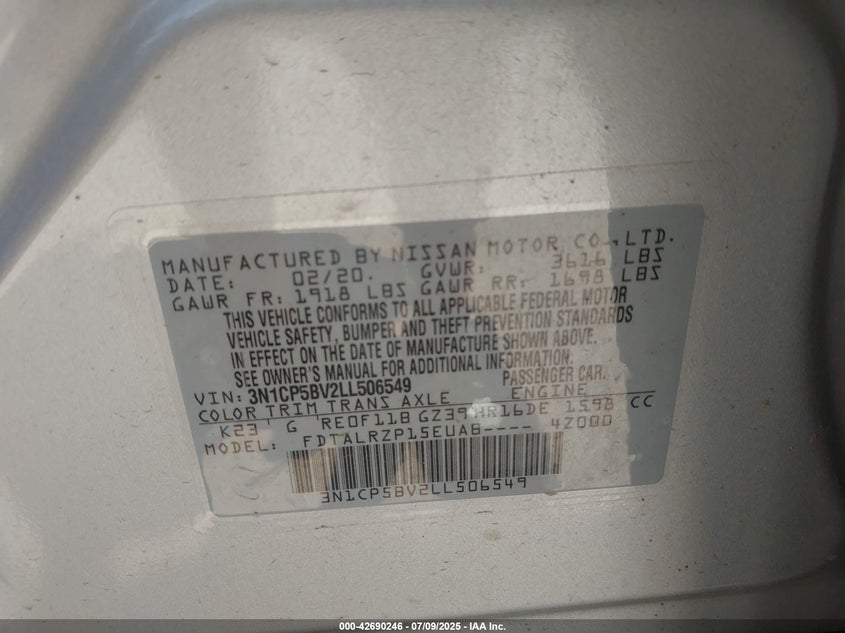 MANUFACTURED BY NISSAN MOTOR CO.,LTD.
DATE: 02/20. GVWR: 3616 LBS
GAWR FR: 1918 LBS GAWR RR: 1698 LBS
THIS VEHICLE CONFORMS TO ALL APPLICABLE FEDERAL MOTOR
VEHICLE SAFETY, BUMPER AND THEFT PREVENTION STANDARDS
IN EFFECT ON THE DATE OF MANUFACTURE SHOWN ABOVE.
SEE OWNER'S MANUAL FOR ADDITIONAL INFORMATION.
VIN: 3N1CP5BV2LL506549 PASSENGER CAR.
COLOR TRIM TRANS AXLE ENGINE
K23 G RE0F11B GZ39 HR16DE 1598 CC
MODEL: FDTALRZP15EUAB---- 4Z000
3N1CP5BV2LL506549
000-42690246 - 07/09/2025 - IAA Inc.